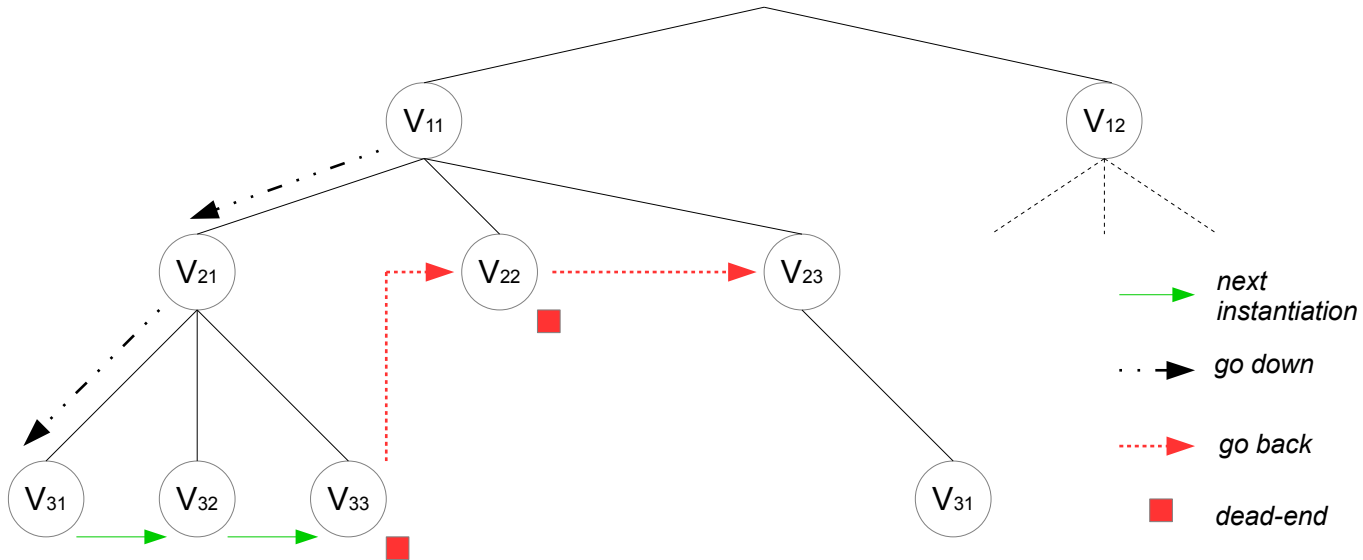 V11
V12
V21
V22
V23
next
instantiation
go down
go back
V31
V32
V33
V31
dead-end